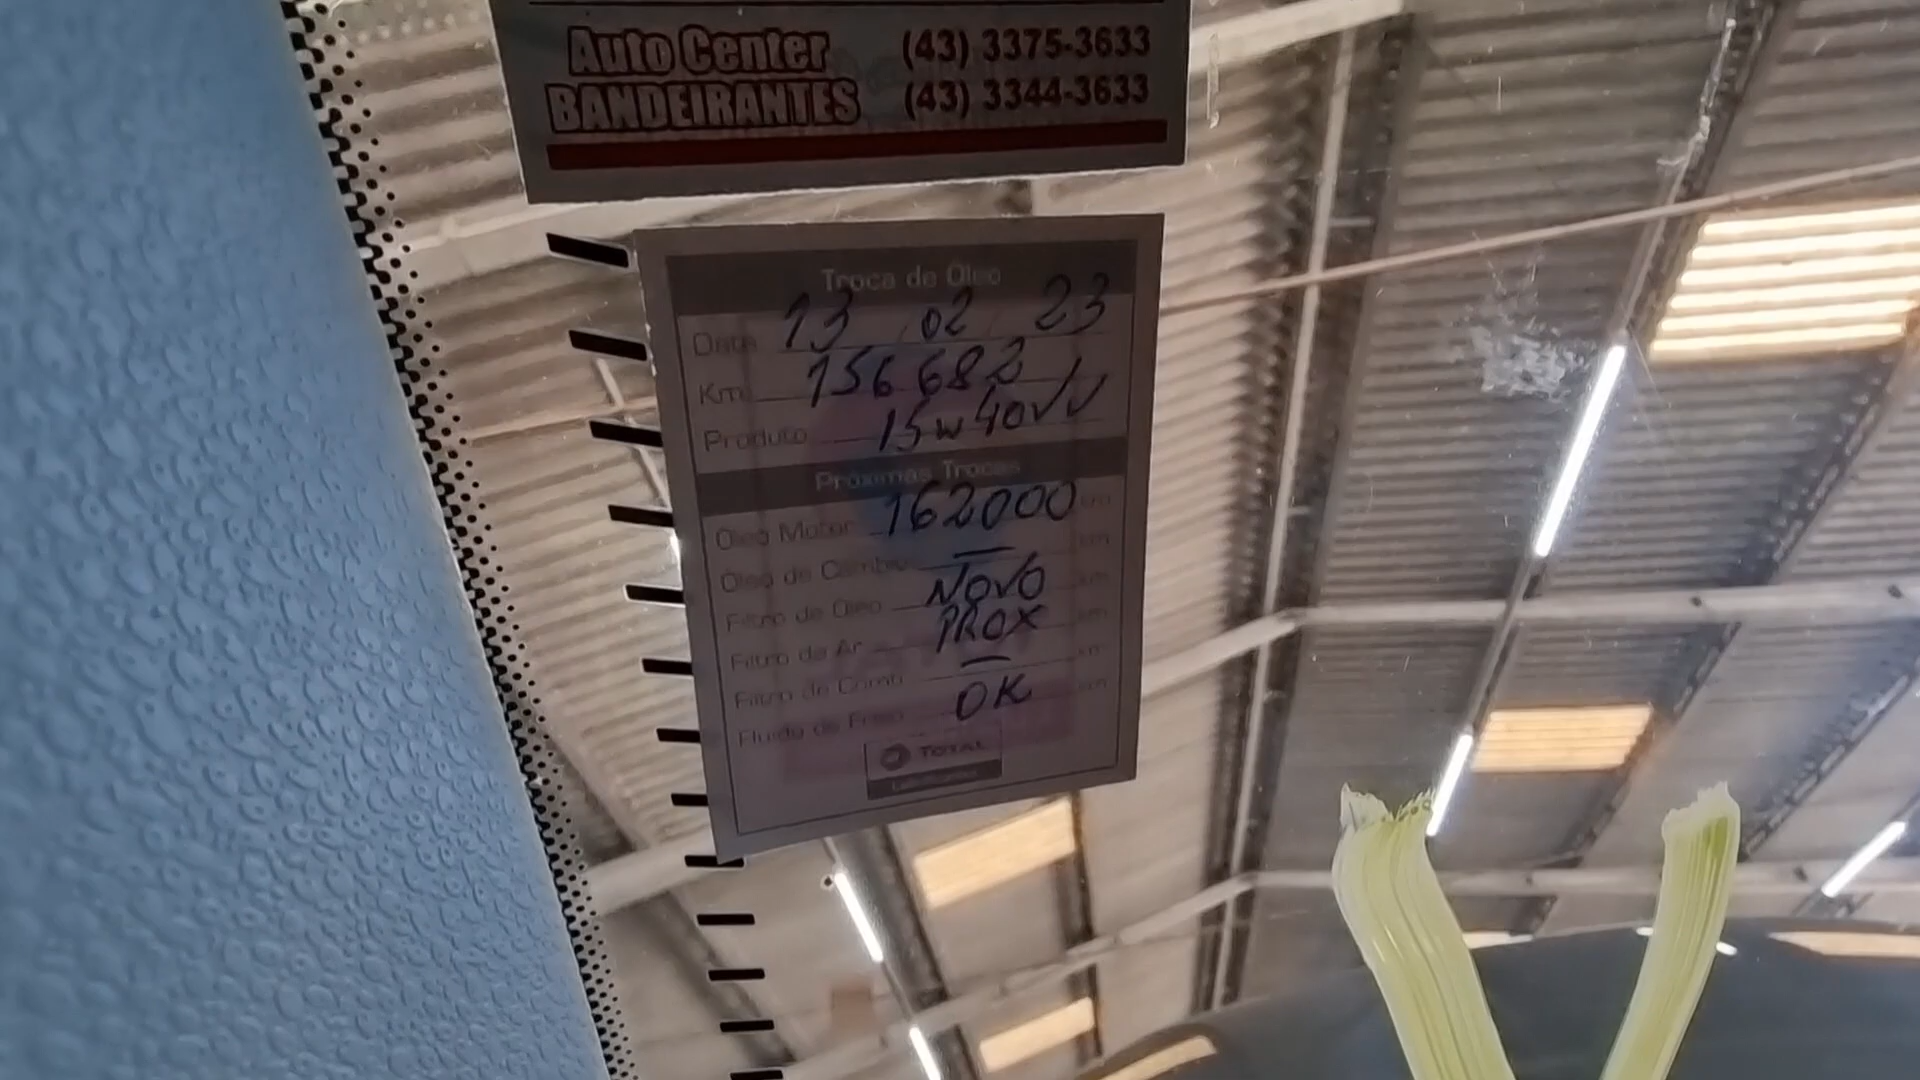 Auto Center (43) 3375-3633
BANDEIRANTES (43) 3344-3633
Troca de Óleo
Data 13 02 23
Km 156682
Produto 15w40
Próximas Trocas
Óleo Motor 162000 km
Óleo de Câmbio — km
Filtro de Óleo NOVO km
Filtro de Ar PROX km
Filtro de Comb. — km
Fluido de Freio OK km
TOTAL